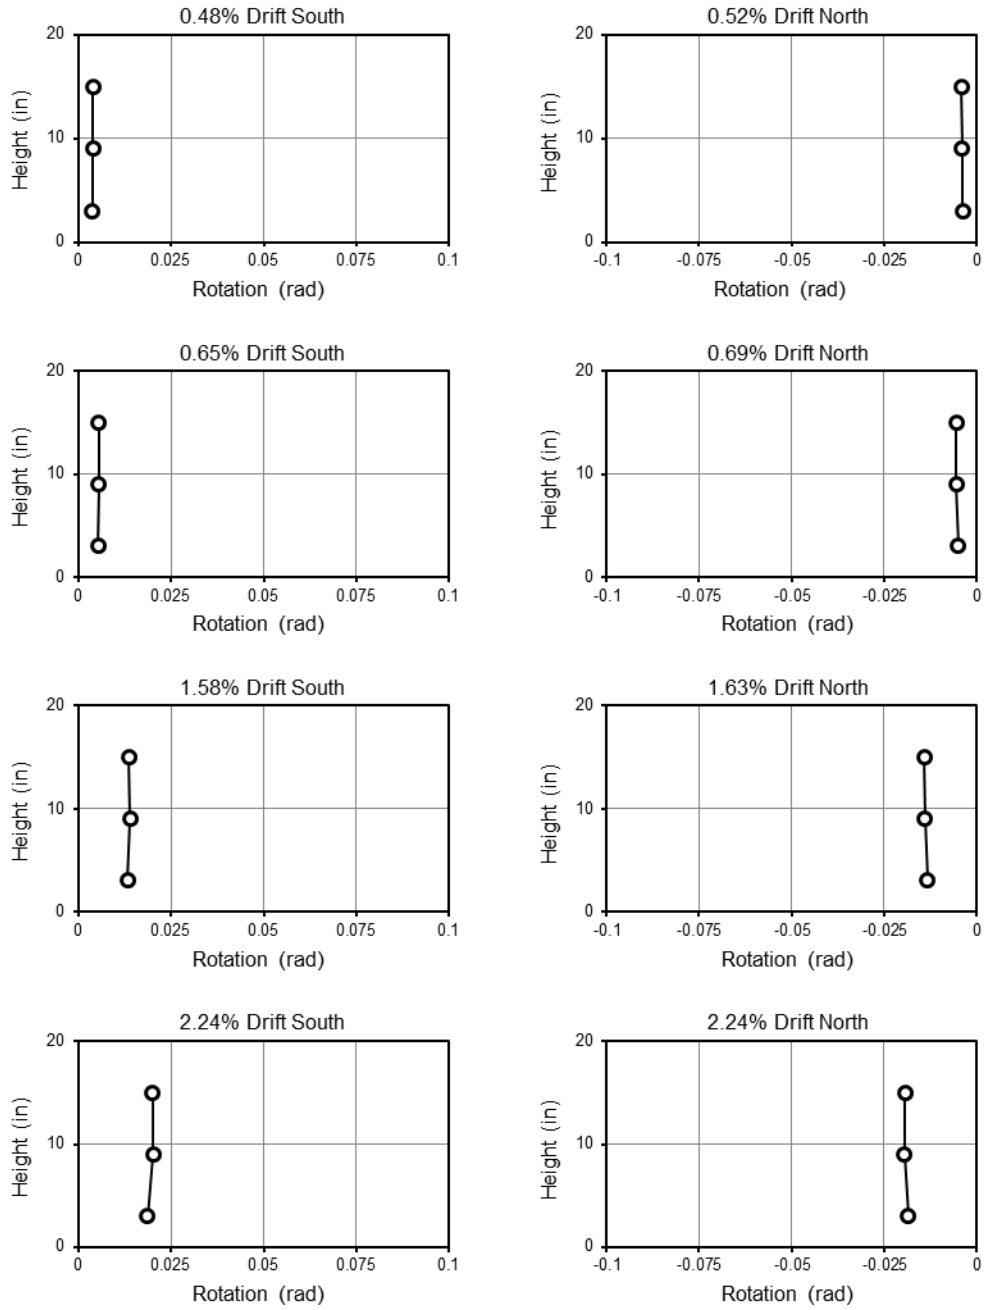 0.48% Drift South
20
10
0
Height (in)
0 0.025 0.05 0.075 0.1
Rotation (rad)
0.52% Drift North
20
10
0
Height (in)
-0.1 -0.075 -0.05 -0.025 0
Rotation (rad)
0.65% Drift South
20
10
0
Height (in)
0 0.025 0.05 0.075 0.1
Rotation (rad)
0.69% Drift North
20
10
0
Height (in)
-0.1 -0.075 -0.05 -0.025 0
Rotation (rad)
1.58% Drift South
20
10
0
Height (in)
0 0.025 0.05 0.075 0.1
Rotation (rad)
1.63% Drift North
20
10
0
Height (in)
-0.1 -0.075 -0.05 -0.025 0
Rotation (rad)
2.24% Drift South
20
10
0
Height (in)
0 0.025 0.05 0.075 0.1
Rotation (rad)
2.24% Drift North
20
10
0
Height (in)
-0.1 -0.075 -0.05 -0.025 0
Rotation (rad)